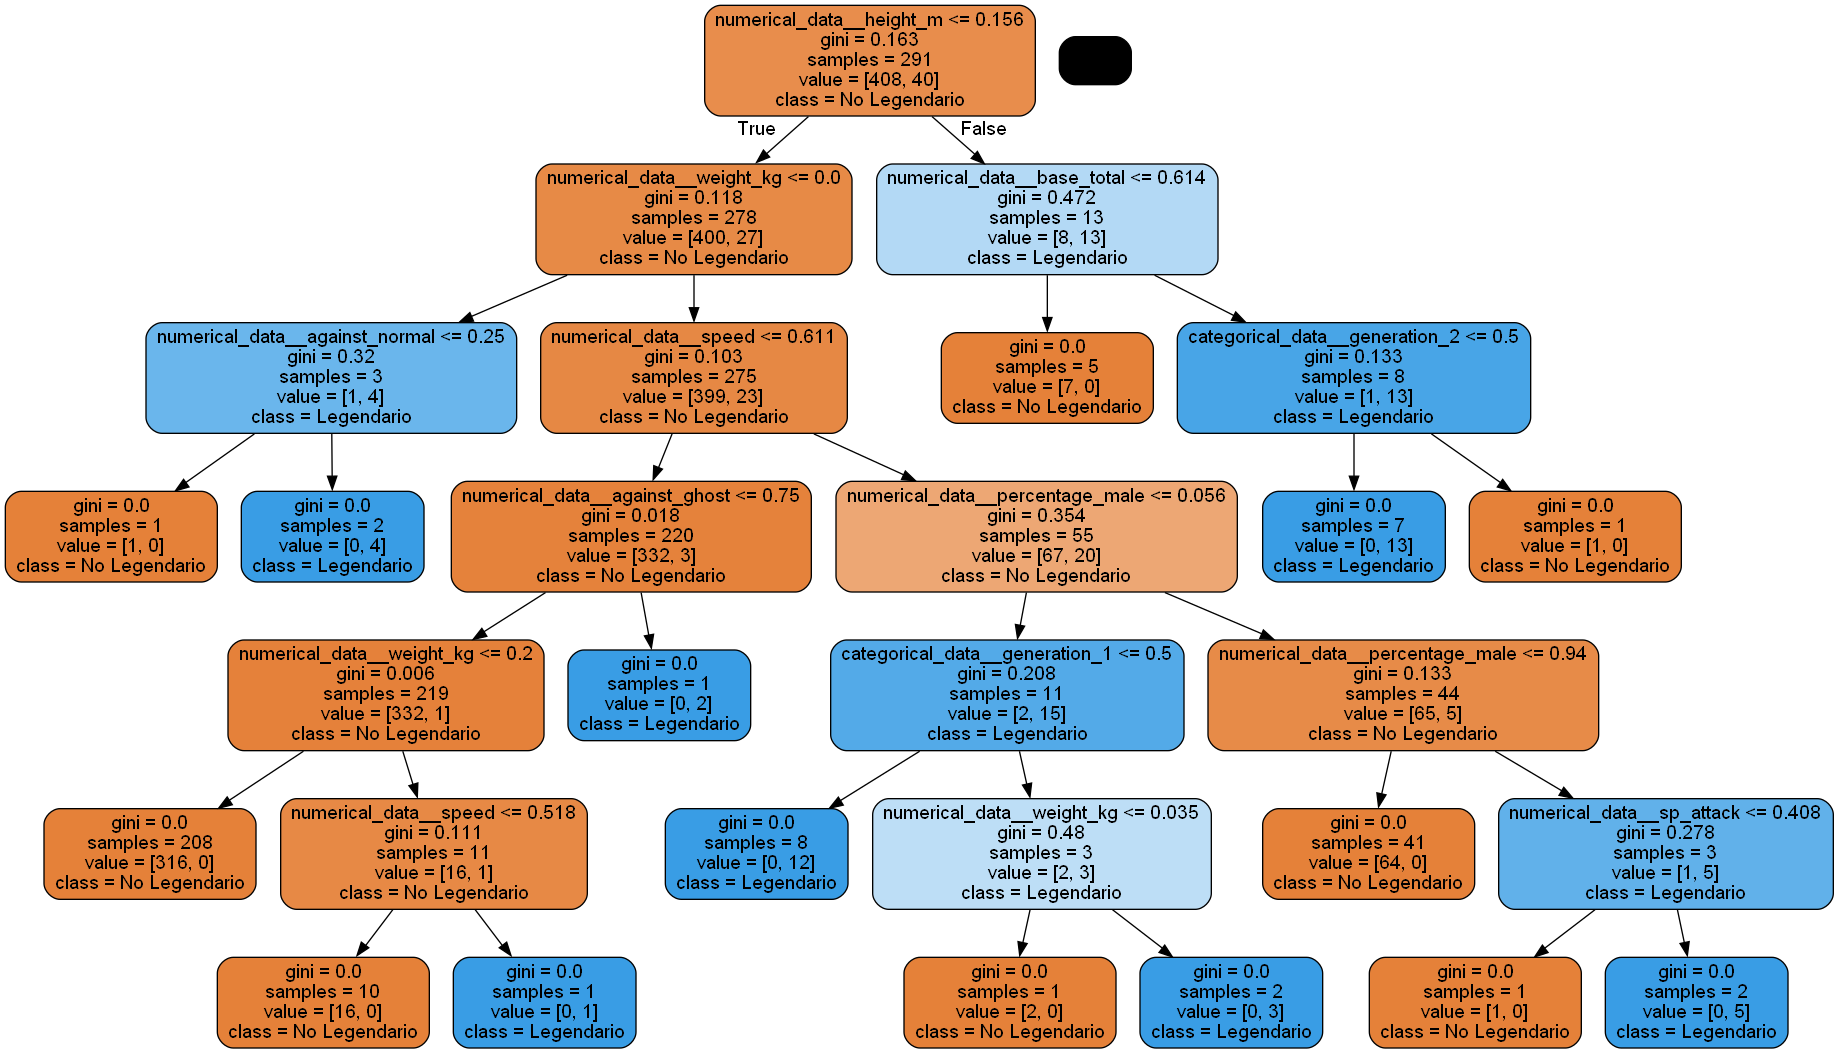 numerical_data__height_m <= 0.156
gini = 0.163
samples = 291
value = [408, 40]
class = No Legendario
True
False
numerical_data__weight_kg <= 0.0
gini = 0.118
samples = 278
value = [400, 27]
class = No Legendario
numerical_data__base_total <= 0.614
gini = 0.472
samples = 13
value = [8, 13]
class = Legendario
numerical_data__against_normal <= 0.25
gini = 0.32
samples = 3
value = [1, 4]
class = Legendario
numerical_data__speed <= 0.611
gini = 0.103
samples = 275
value = [399, 23]
class = No Legendario
gini = 0.0
samples = 5
value = [7, 0]
class = No Legendario
categorical_data__generation_2 <= 0.5
gini = 0.133
samples = 8
value = [1, 13]
class = Legendario
gini = 0.0
samples = 1
value = [1, 0]
class = No Legendario
gini = 0.0
samples = 2
value = [0, 4]
class = Legendario
numerical_data__against_ghost <= 0.75
gini = 0.018
samples = 220
value = [332, 3]
class = No Legendario
numerical_data__percentage_male <= 0.056
gini = 0.354
samples = 55
value = [67, 20]
class = No Legendario
gini = 0.0
samples = 7
value = [0, 13]
class = Legendario
gini = 0.0
samples = 1
value = [1, 0]
class = No Legendario
numerical_data__weight_kg <= 0.2
gini = 0.006
samples = 219
value = [332, 1]
class = No Legendario
gini = 0.0
samples = 1
value = [0, 2]
class = Legendario
categorical_data__generation_1 <= 0.5
gini = 0.208
samples = 11
value = [2, 15]
class = Legendario
numerical_data__percentage_male <= 0.94
gini = 0.133
samples = 44
value = [65, 5]
class = No Legendario
gini = 0.0
samples = 208
value = [316, 0]
class = No Legendario
numerical_data__speed <= 0.518
gini = 0.111
samples = 11
value = [16, 1]
class = No Legendario
gini = 0.0
samples = 8
value = [0, 12]
class = Legendario
numerical_data__weight_kg <= 0.035
gini = 0.48
samples = 3
value = [2, 3]
class = Legendario
gini = 0.0
samples = 41
value = [64, 0]
class = No Legendario
numerical_data__sp_attack <= 0.408
gini = 0.278
samples = 3
value = [1, 5]
class = Legendario
gini = 0.0
samples = 10
value = [16, 0]
class = No Legendario
gini = 0.0
samples = 1
value = [0, 1]
class = Legendario
gini = 0.0
samples = 1
value = [2, 0]
class = No Legendario
gini = 0.0
samples = 2
value = [0, 3]
class = Legendario
gini = 0.0
samples = 1
value = [1, 0]
class = No Legendario
gini = 0.0
samples = 2
value = [0, 5]
class = Legendario